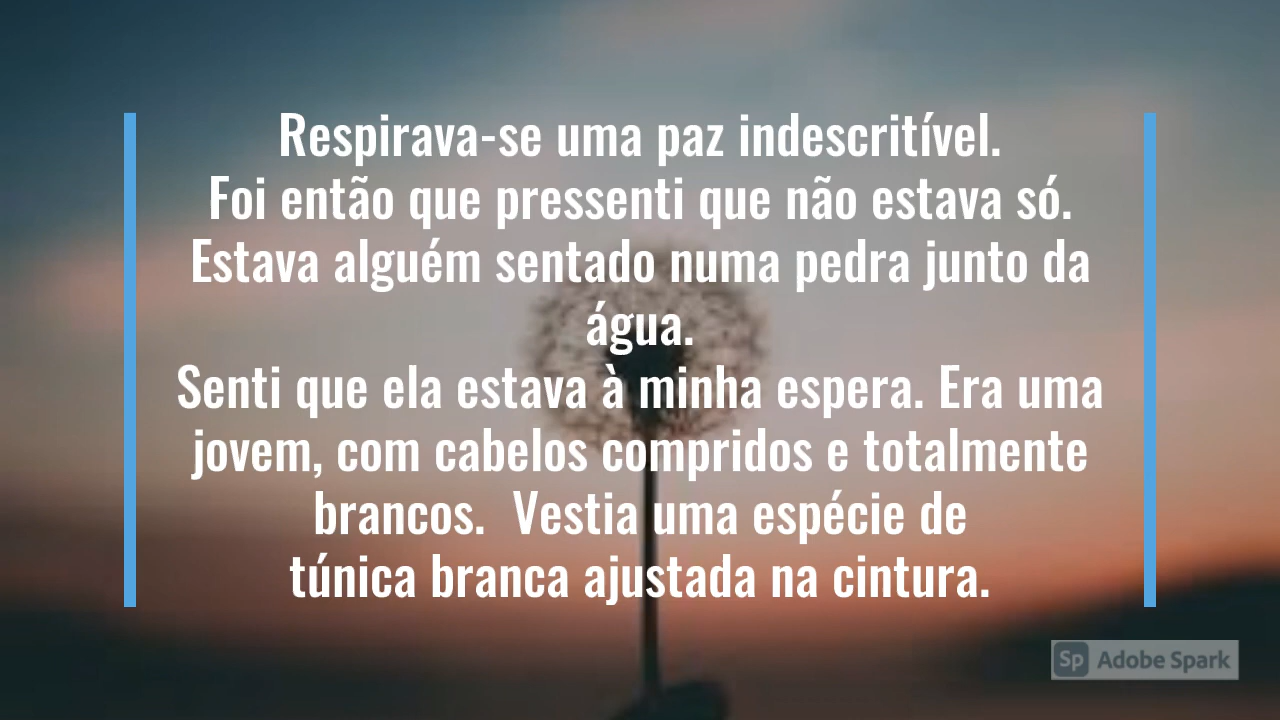 Respirava-se uma paz indescritível.
Foi então que pressenti que não estava só.
Estava alguém sentado numa pedra junto da
água.
Senti que ela estava à minha espera. Era uma
jovem, com cabelos compridos e totalmente
brancos.  Vestia uma espécie de
túnica branca ajustada na cintura.
Sp Adobe Spark